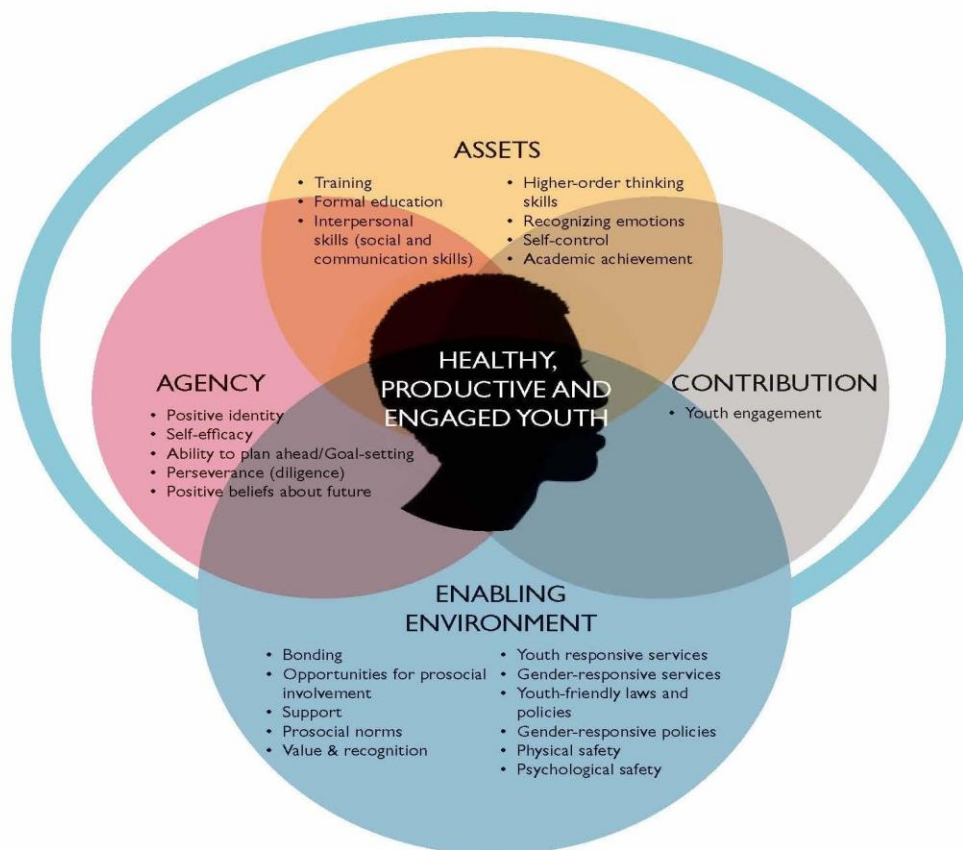 ASSETS
• Training
• Formal education
• Interpersonal
skills (social and
communication skills)
• Higher-order thinking
skills
• Recognizing emotions
• Self-control
• Academic achievement
AGENCY
• Positive identity
• Self-efficacy
• Ability to plan ahead/Goal-setting
• Perseverance (diligence)
• Positive beliefs about future
HEALTHY,
PRODUCTIVE AND
ENGAGED YOUTH
CONTRIBUTION
• Youth engagement
ENABLING
ENVIRONMENT
• Bonding
• Opportunities for prosocial
involvement
• Support
• Prosocial norms
• Value & recognition
• Youth responsive services
• Gender-responsive services
• Youth-friendly laws and
policies
• Gender-responsive policies
• Physical safety
• Psychological safety